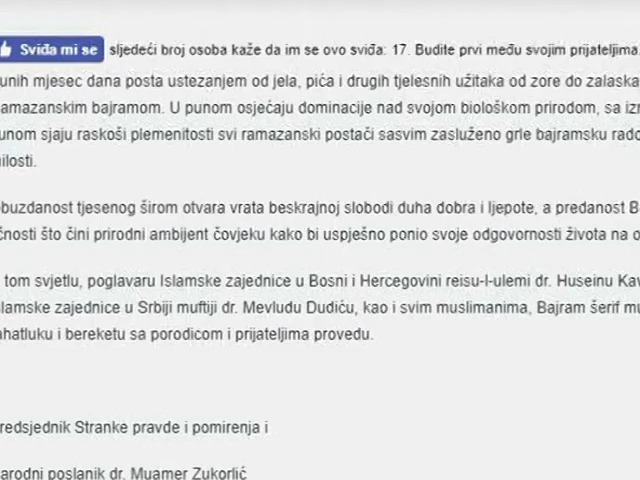 Sviđa mi se sljedeći broj osoba kaže da im se ovo sviđa: 17. Budite prvi među svojim prijateljima.
unih mjesec dana posta ustezanjem od jela, pića i drugih tjelesnih užitaka od zore do zalaska
amazanskim bajramom. U punom osjećaju dominacije nad svojom biološkom prirodom, sa iz
unom sjaju raskoši plemenitosti svi ramazanski postači sasvim zasluženo grle bajramsku rado
ilosti.
buzdanost tjesenog širom otvara vrata beskrajnoj slobodi duha dobra i ljepote, a predanost B
čnosti što čini prirodni ambijent čovjeku kako bi uspješno ponio svoje odgovornosti života na o
tom svjetlu, poglavaru Islamske zajednice u Bosni i Hercegovini reisu-l-ulemi dr. Huseinu Kav
slamske zajednice u Srbiji muftiji dr. Mevludu Dudiću, kao i svim muslimanima, Bajram šerif mu
ahatluku i bereketu sa porodicom i prijateljima provedu.
redsjednik Stranke pravde i pomirenja i
arodni poslanik dr. Muamer Zukorlić